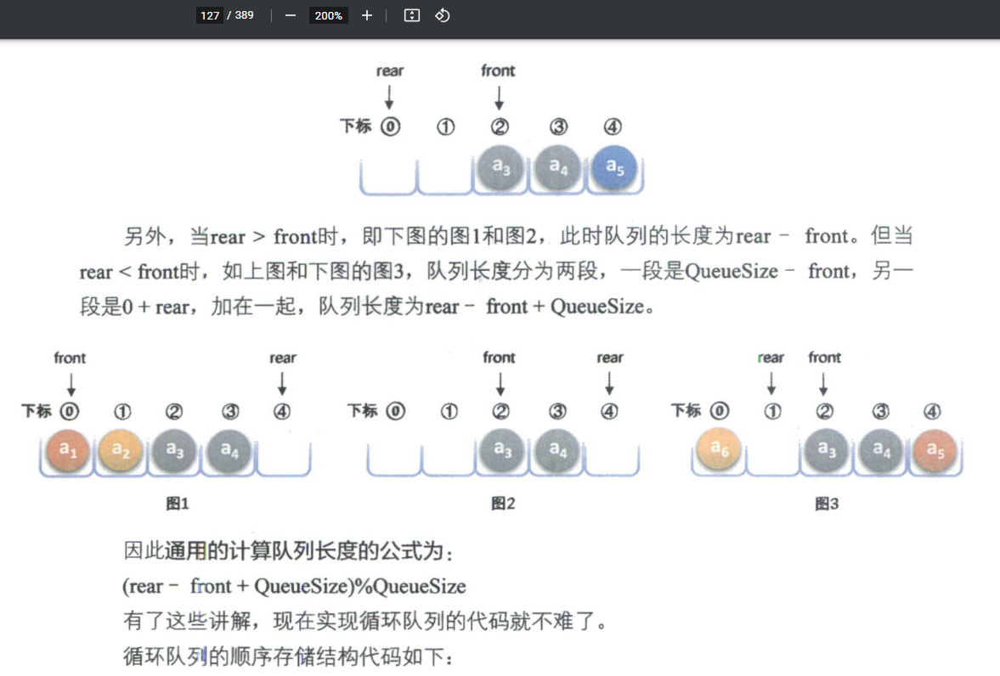 127 / 389 200%
rear front
下标 ⓪ ① ② ③ ④
a₃ a₄ a₅
另外，当rear > front时，即下图的图1和图2，此时队列的长度为rear－ front。但当
rear < front时，如上图和下图的图3，队列长度分为两段，一段是QueueSize－ front，另一
段是0 + rear，加在一起，队列长度为rear－ front + QueueSize。
front rear front rear rear front
下标 ⓪ ① ② ③ ④ 下标 ⓪ ① ② ③ ④ 下标 ⓪ ① ② ③ ④
a₁ a₂ a₃ a₄ a₃ a₄ a₆ a₃ a₄ a₅
图1 图2 图3
因此通用的计算队列长度的公式为：
(rear－ front + QueueSize)%QueueSize
有了这些讲解，现在实现循环队列的代码就不难了。
循环队列的顺序存储结构代码如下：